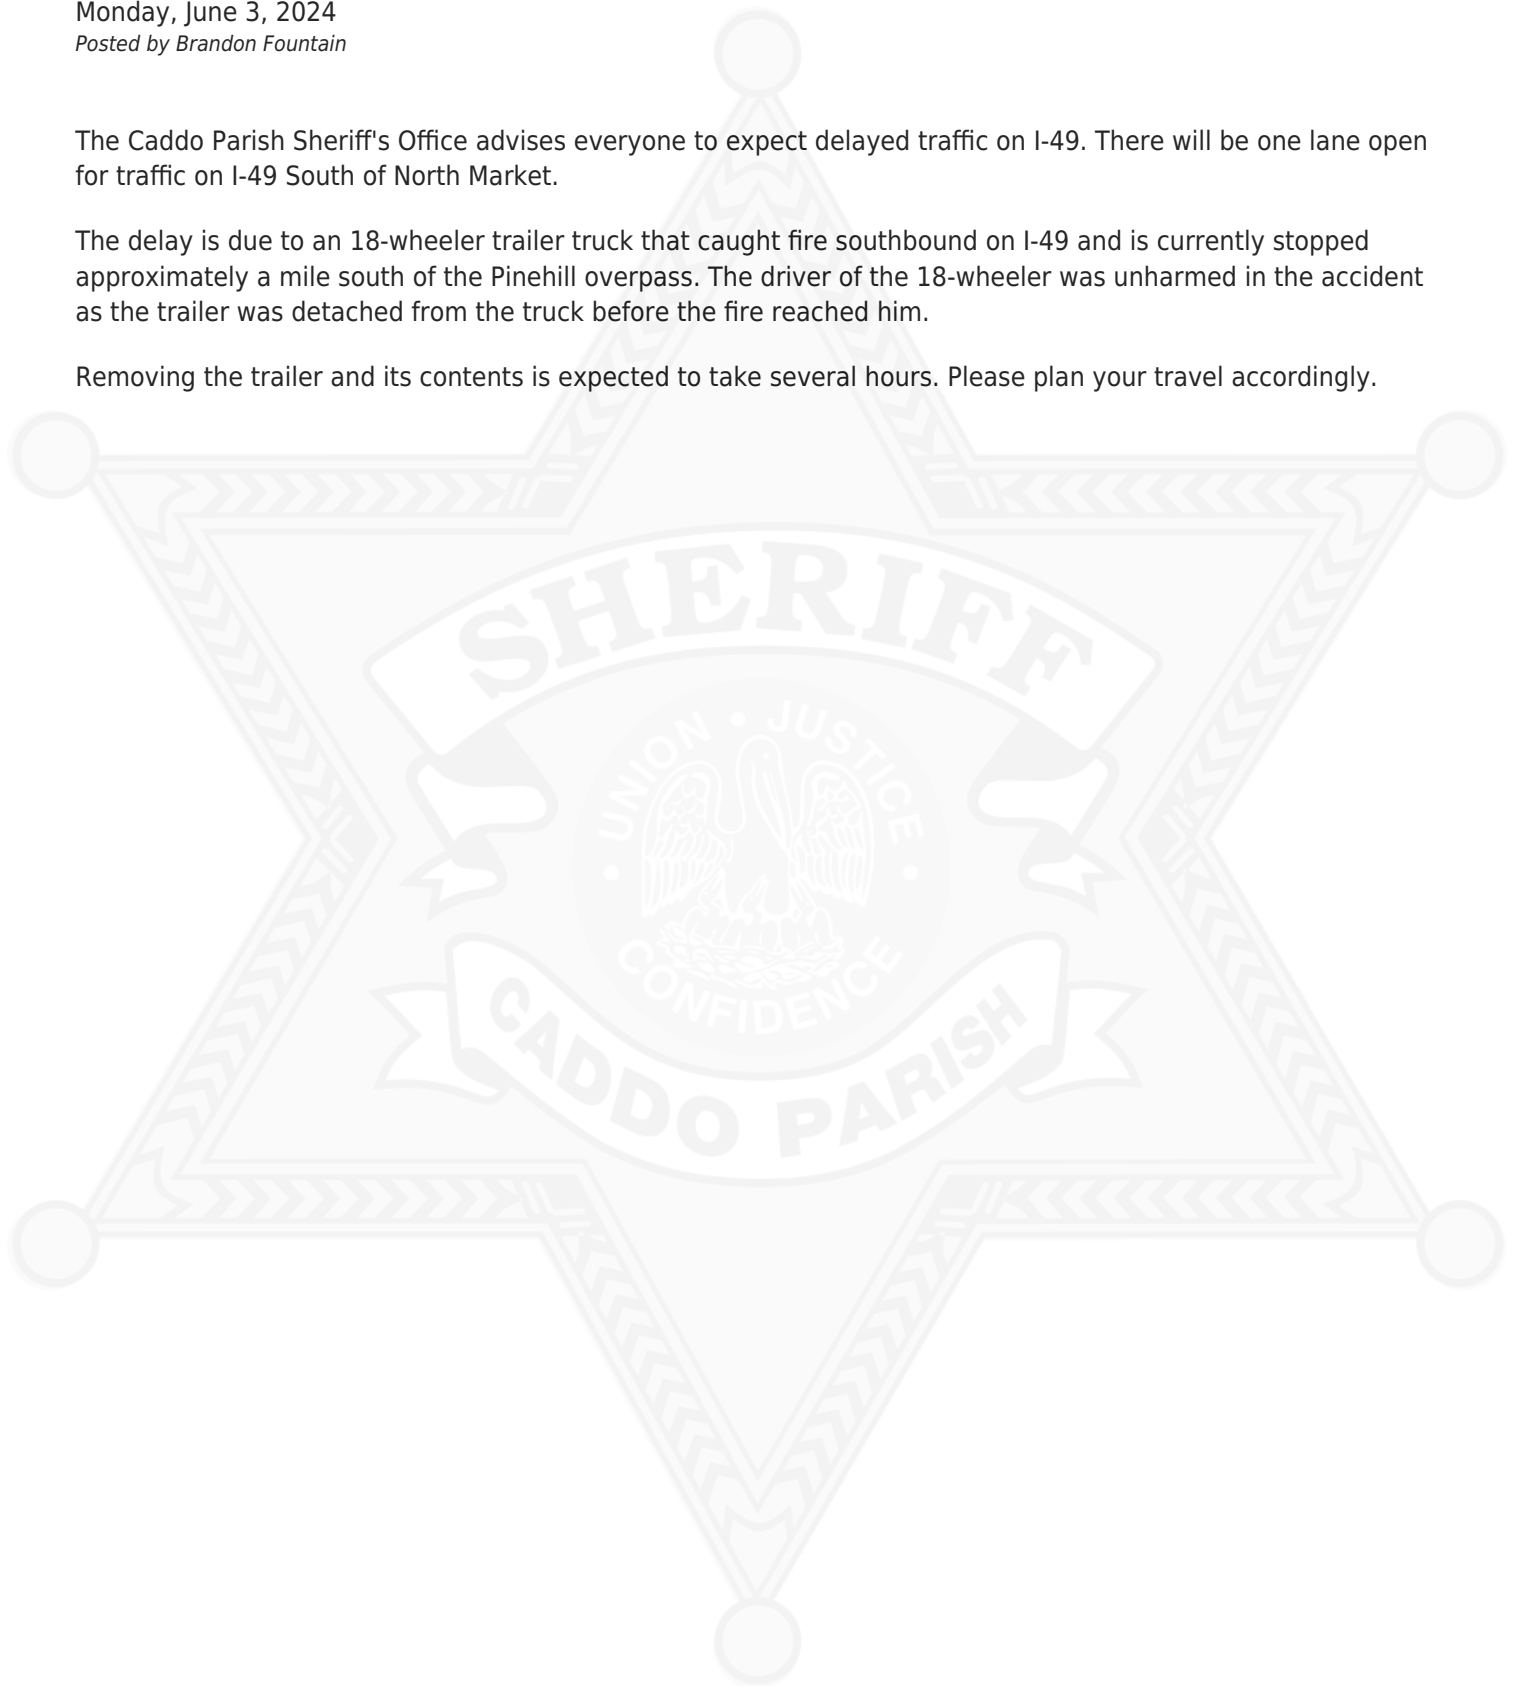 Monday, June 3, 2024
Posted by Brandon Fountain
The Caddo Parish Sheriff's Office advises everyone to expect delayed traffic on I-49. There will be one lane open
for traffic on I-49 South of North Market.
The delay is due to an 18-wheeler trailer truck that caught fire southbound on I-49 and is currently stopped
approximately a mile south of the Pinehill overpass. The driver of the 18-wheeler was unharmed in the accident
as the trailer was detached from the truck before the fire reached him.
Removing the trailer and its contents is expected to take several hours. Please plan your travel accordingly.
SHERIFF
UNION • JUSTICE
• CONFIDENCE •
CADDO PARISH